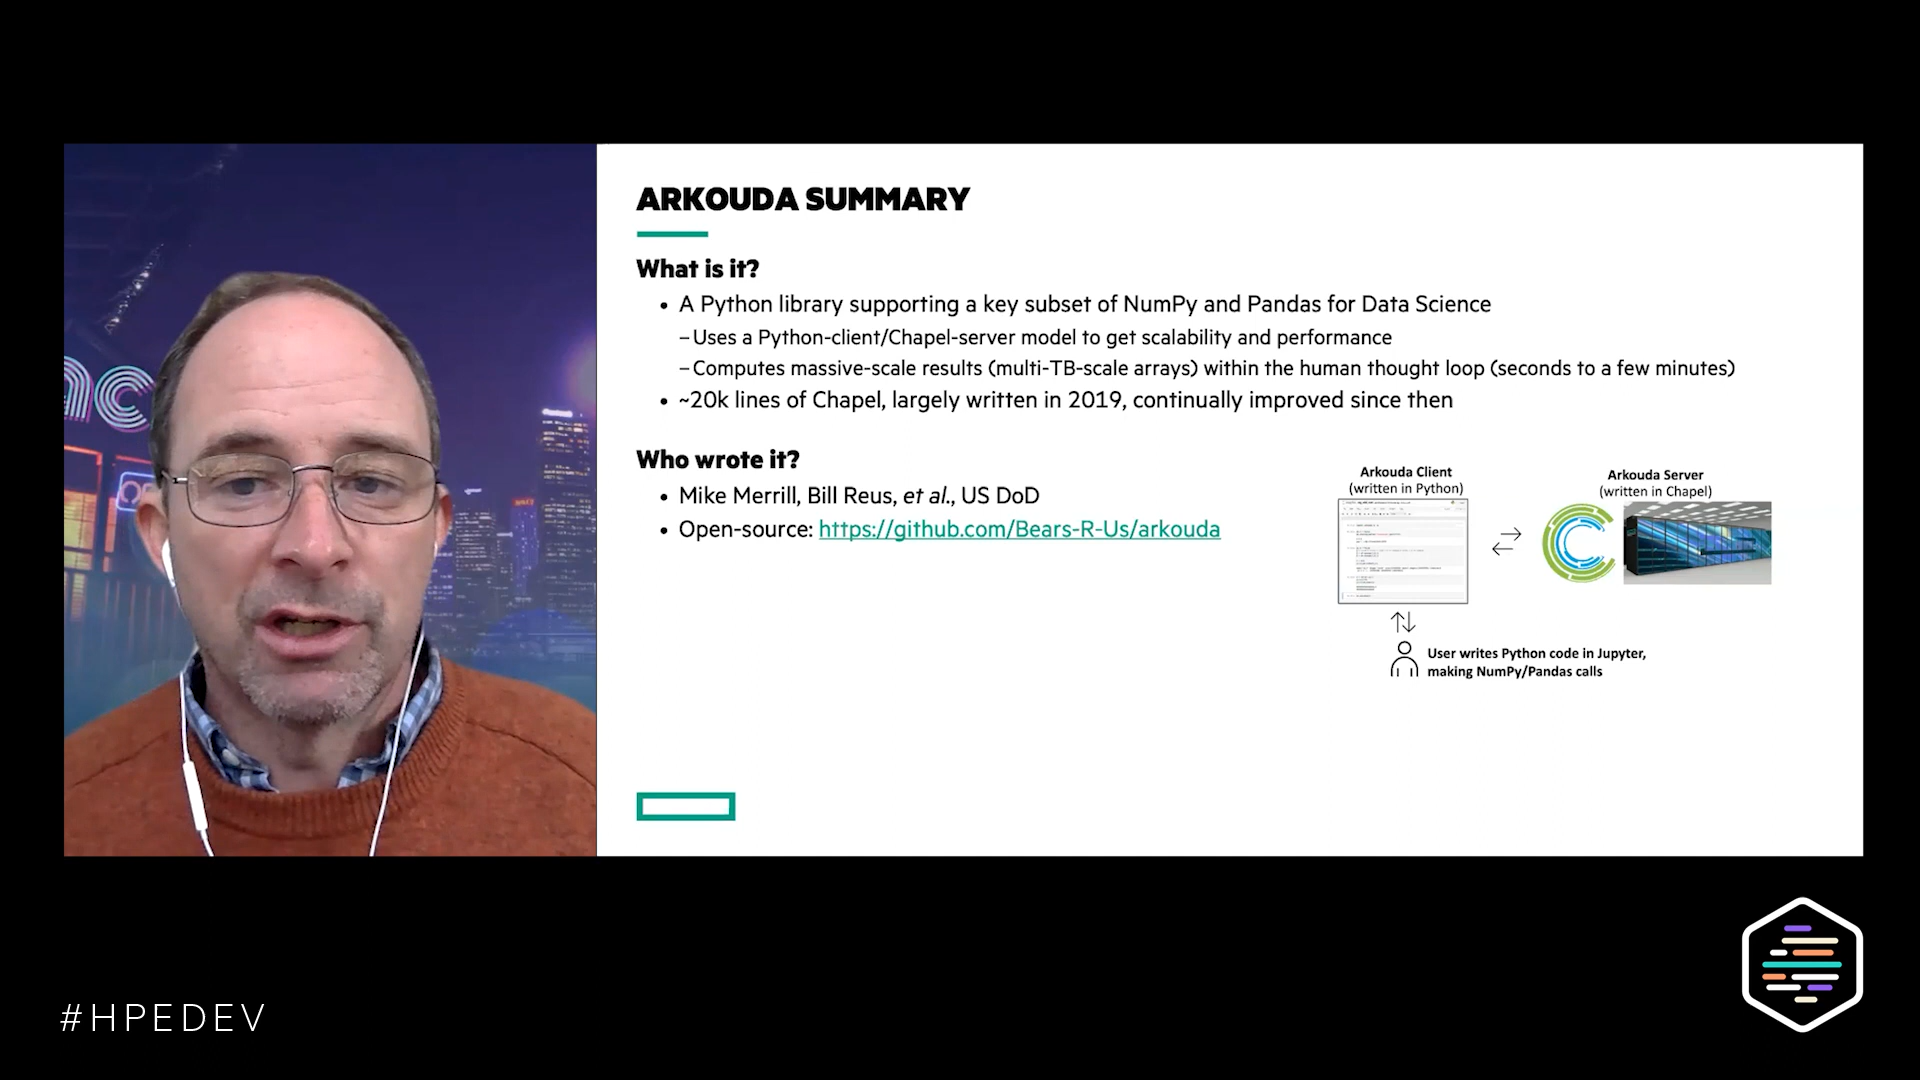 ARKOUDA SUMMARY
What is it?
• A Python library supporting a key subset of NumPy and Pandas for Data Science
– Uses a Python-client/Chapel-server model to get scalability and performance
– Computes massive-scale results (multi-TB-scale arrays) within the human thought loop (seconds to a few minutes)
• ~20k lines of Chapel, largely written in 2019, continually improved since then
Who wrote it?
• Mike Merrill, Bill Reus, et al., US DoD
• Open-source: https://github.com/Bears-R-Us/arkouda
Arkouda Client
(written in Python)
Arkouda Server
(written in Chapel)
User writes Python code in Jupyter,
making NumPy/Pandas calls
#HPEDEV